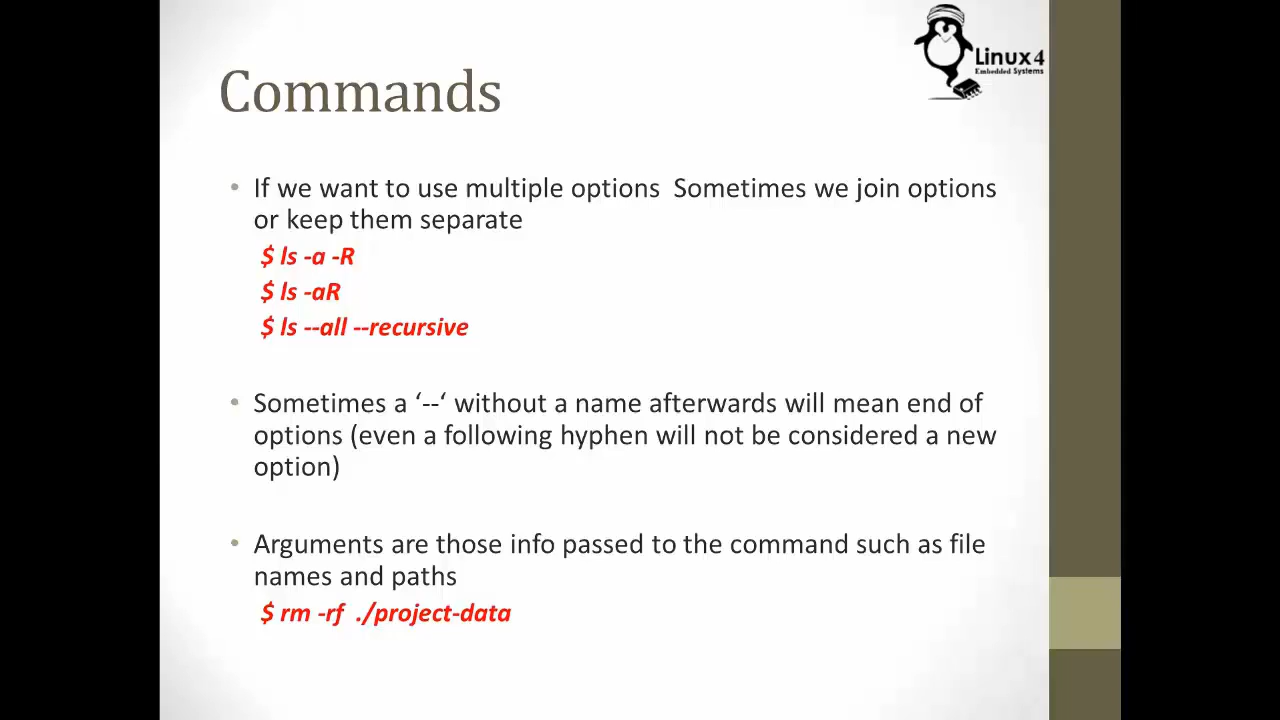 Linux4
Embedded Systems
Commands
• If we want to use multiple options  Sometimes we join options
or keep them separate
$ ls -a -R
$ ls -aR
$ ls --all --recursive
• Sometimes a ‘--‘ without a name afterwards will mean end of
options (even a following hyphen will not be considered a new
option)
• Arguments are those info passed to the command such as file
names and paths
$ rm -rf  ./project-data